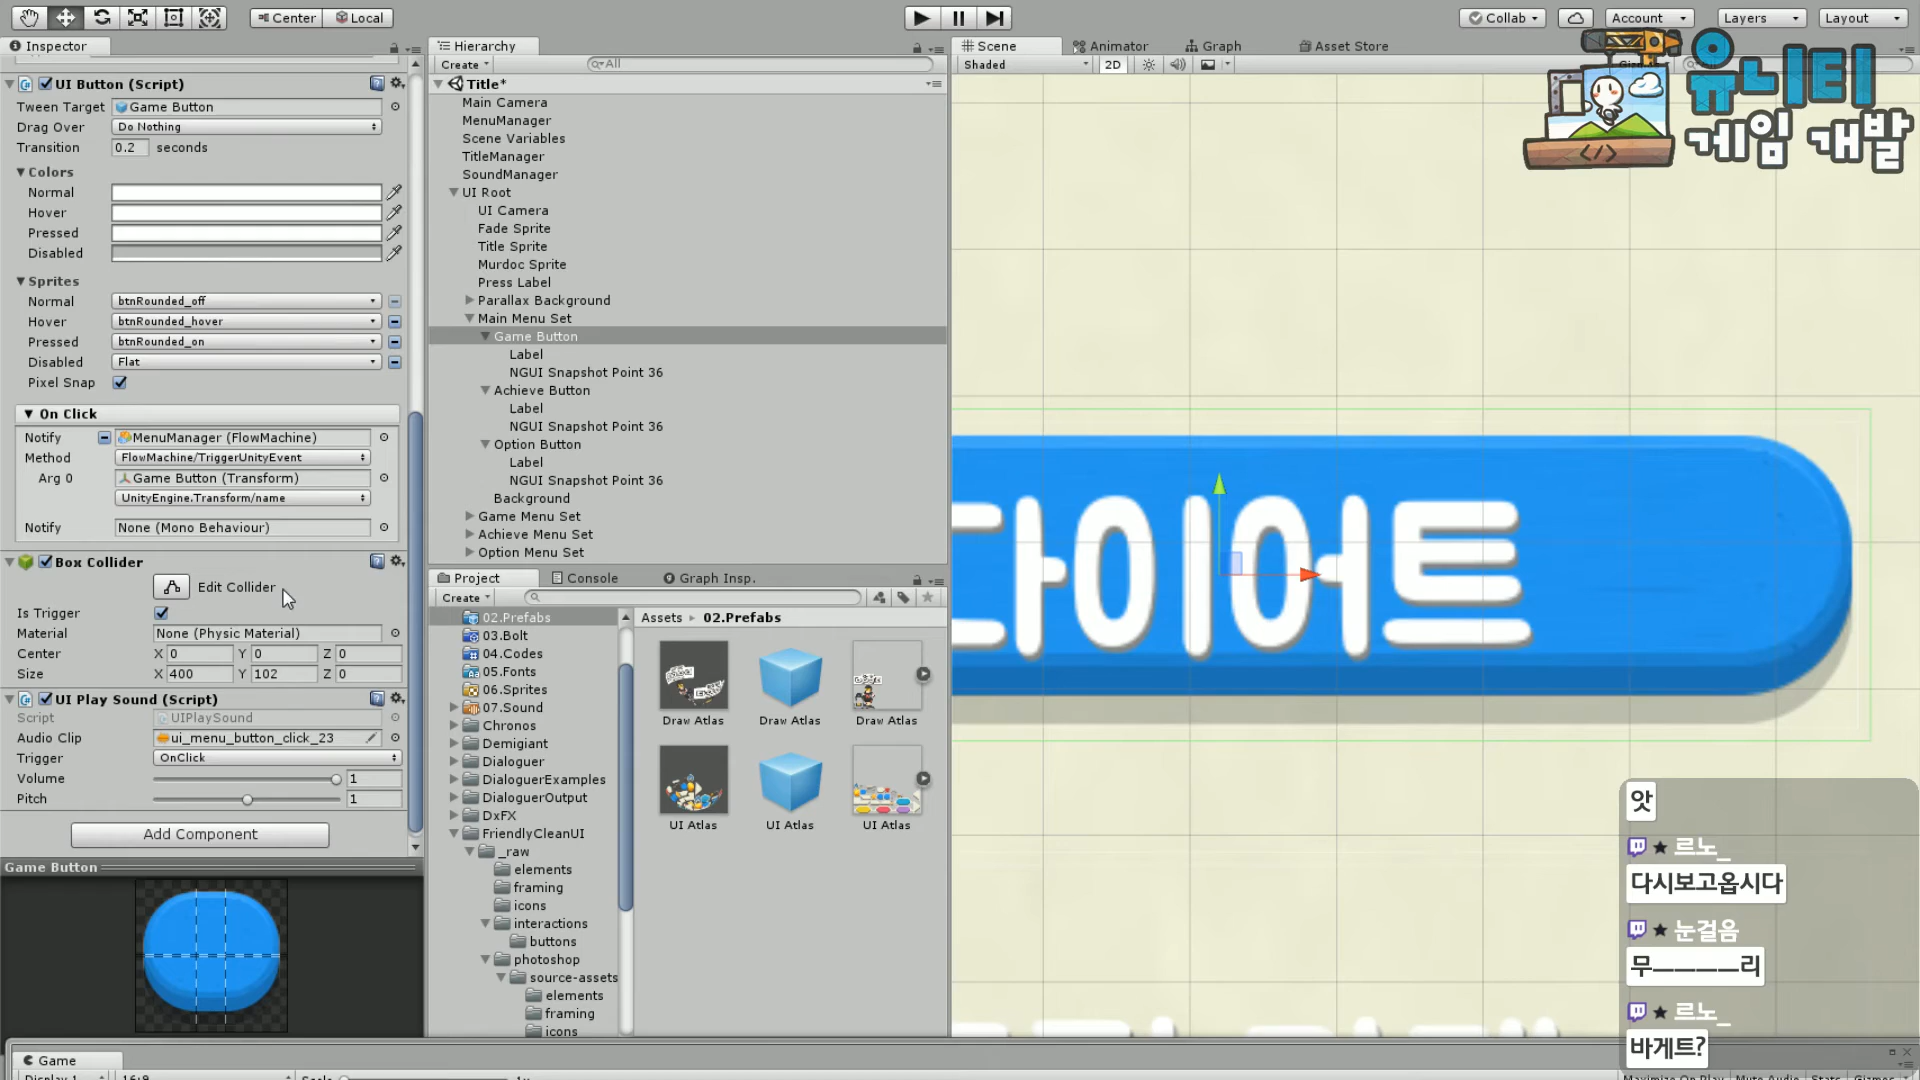 Center
Local
Collab
Account
Layers
Layout
Inspector
UI Button (Script)
Tween Target
Game Button
Drag Over
Do Nothing
Transition
0.2
seconds
Colors
Normal
Hover
Pressed
Disabled
Sprites
Normal
btnRounded_off
Hover
btnRounded_hover
Pressed
btnRounded_on
Disabled
Flat
Pixel Snap
On Click
Notify
MenuManager (FlowMachine)
Method
FlowMachine/TriggerUnityEvent
Arg 0
Game Button (Transform)
UnityEngine.Transform/name
Notify
None (Mono Behaviour)
Box Collider
Edit Collider
Is Trigger
Material
None (Physic Material)
Center
X 0
Y 0
Z 0
Size
X 400
Y 102
Z 0
UI Play Sound (Script)
Script
UIPlaySound
Audio Clip
ui_menu_button_click_23
Trigger
OnClick
Volume
1
Pitch
1
Add Component
Game Button
Hierarchy
Create
All
Title*
Main Camera
MenuManager
Scene Variables
TitleManager
SoundManager
UI Root
UI Camera
Fade Sprite
Title Sprite
Murdoc Sprite
Press Label
Parallax Background
Main Menu Set
Game Button
Label
NGUI Snapshot Point 36
Achieve Button
Label
NGUI Snapshot Point 36
Option Button
Label
NGUI Snapshot Point 36
Background
Game Menu Set
Achieve Menu Set
Option Menu Set
Project
Console
Graph Insp.
Create
02.Prefabs
03.Bolt
04.Codes
05.Fonts
06.Sprites
07.Sound
Chronos
Demigiant
Dialoguer
DialoguerExamples
DialoguerOutput
DxFX
FriendlyCleanUI
_raw
elements
framing
icons
interactions
buttons
photoshop
source-assets
elements
framing
icons
Assets
02.Prefabs
Draw Atlas
Draw Atlas
Draw Atlas
UI Atlas
UI Atlas
UI Atlas
Scene
Animator
Graph
Asset Store
Shaded
2D
유니티
게임 개발
</>
다이어트
앗
르노_
다시보고옵시다
눈걸음
무ㅡㅡㅡㅡ리
르노_
바게트?
Game
Display 1
16:9
Scale
1x
Maximize On Play
Mute Audio
Stats
Gizmos